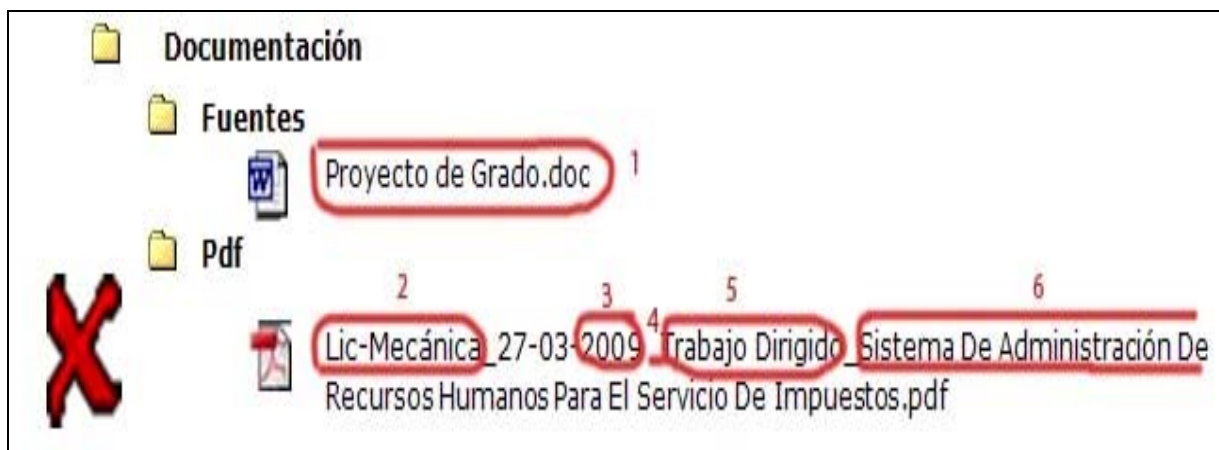 Documentación
Fuentes
Proyecto de Grado.doc 1
Pdf
2 3 4 5 6
Lic-Mecánica_27-03-2009_Trabajo Dirigido_Sistema De Administración De
Recursos Humanos Para El Servicio De Impuestos.pdf